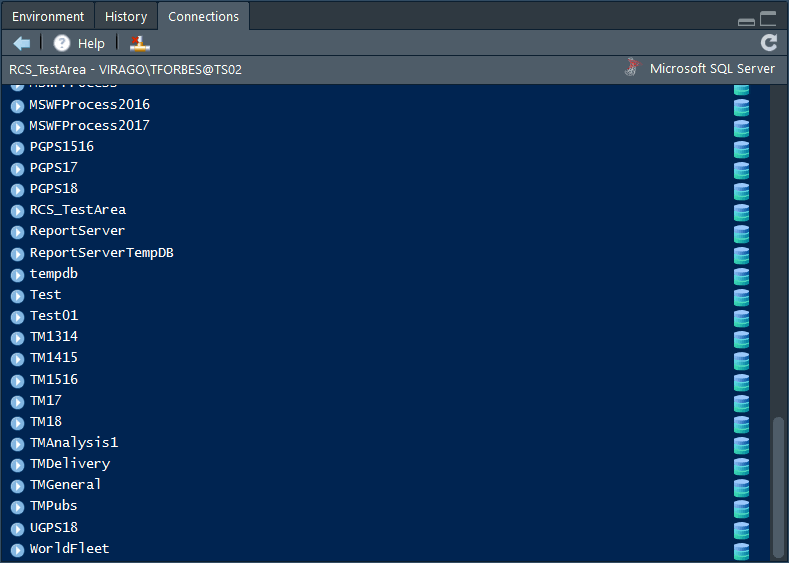 Environment History Connections
Help
RCS_TestArea - VIRAGO\TFORBES@TS02 Microsoft SQL Server
MSWFProcess
MSWFProcess2016
MSWFProcess2017
PGPS1516
PGPS17
PGPS18
RCS_TestArea
ReportServer
ReportServerTempDB
tempdb
Test
Test01
TM1314
TM1415
TM1516
TM17
TM18
TMAnalysis1
TMDelivery
TMGeneral
TMPubs
UGPS18
WorldFleet